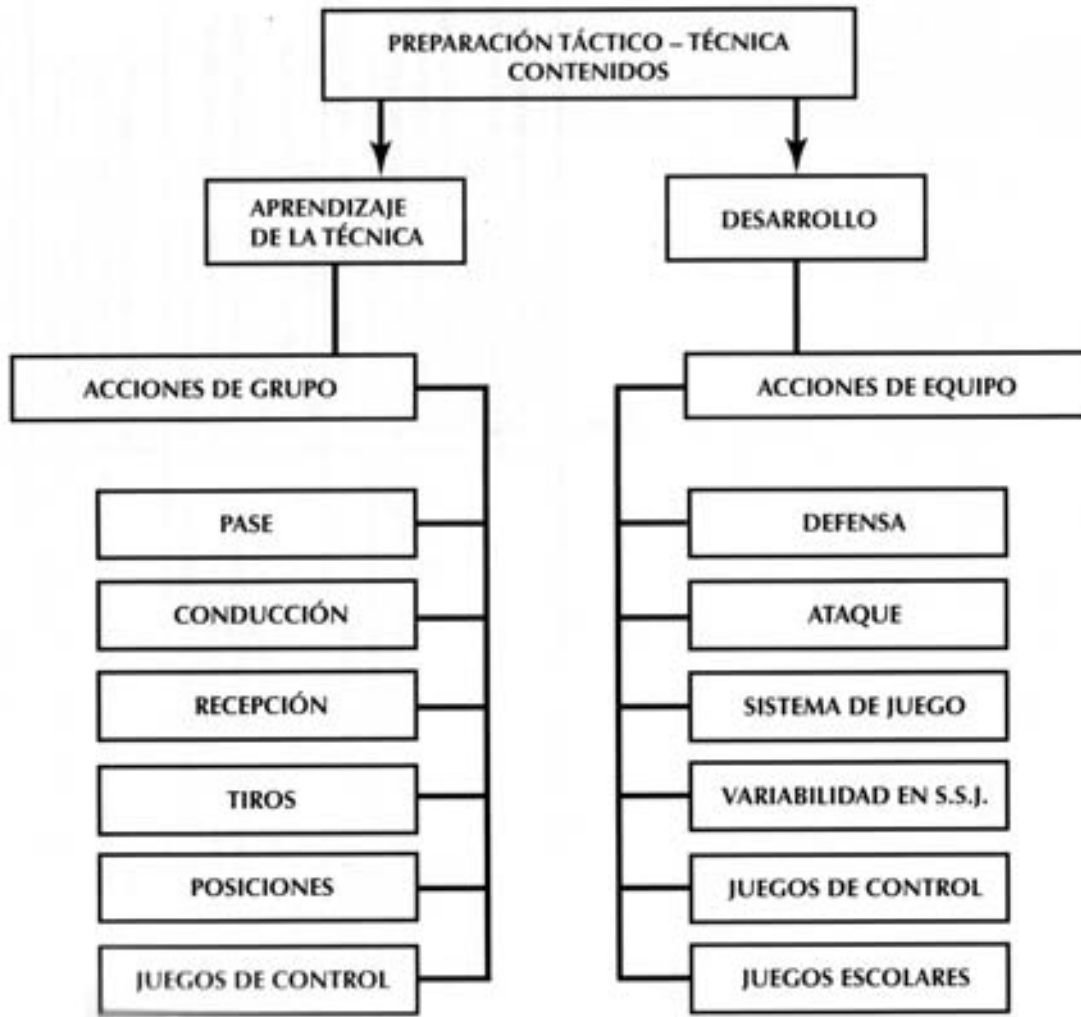 PREPARACIÓN TÁCTICO – TÉCNICA
CONTENIDOS
APRENDIZAJE
DE LA TÉCNICA
DESARROLLO
ACCIONES DE GRUPO
ACCIONES DE EQUIPO
PASE
CONDUCCIÓN
RECEPCIÓN
TIROS
POSICIONES
JUEGOS DE CONTROL
DEFENSA
ATAQUE
SISTEMA DE JUEGO
VARIABILIDAD EN S.S.J.
JUEGOS DE CONTROL
JUEGOS ESCOLARES